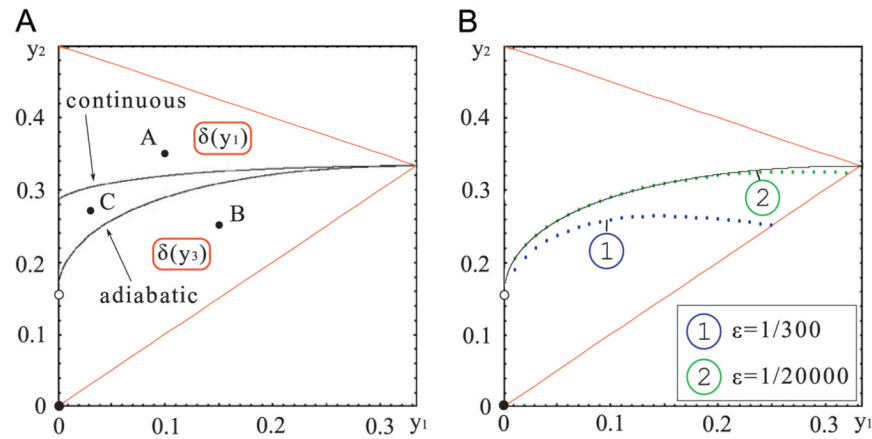 A
y₂
0.4
0.3
0.2
0.1
0
0
0.1
0.2
0.3
y₁
continuous
A
δ(y₁)
C
B
δ(y₃)
adiabatic
B
y₂
0.4
0.3
0.2
0.1
0
0
0.1
0.2
0.3
y₁
2
1
1 ε=1/300
2 ε=1/20000